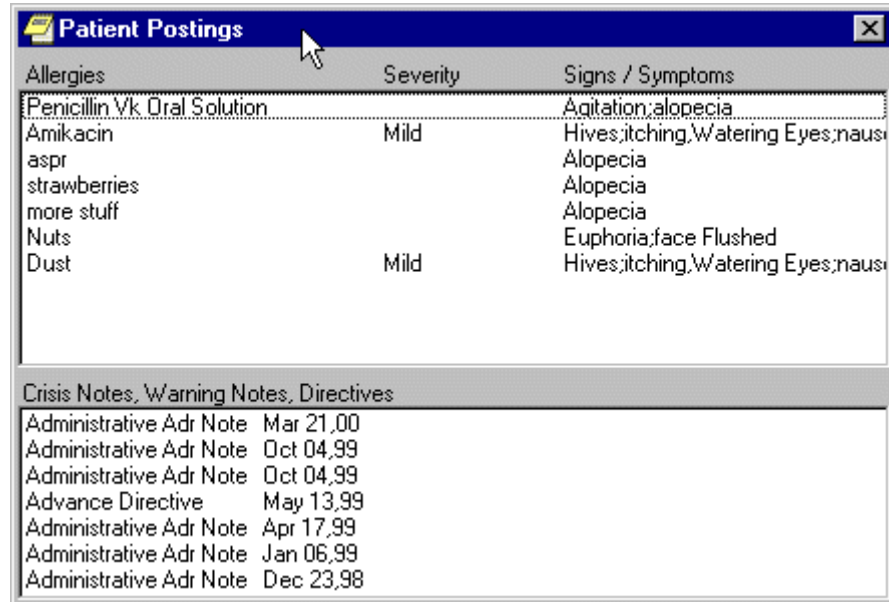 Patient Postings
Allergies Severity Signs / Symptoms
Penicillin Vk Oral Solution Agitation;alopecia
Amikacin Mild Hives;itching,Watering Eyes;naus
aspr Alopecia
strawberries Alopecia
more stuff Alopecia
Nuts Euphoria;face Flushed
Dust Mild Hives;itching,Watering Eyes;naus
Crisis Notes, Warning Notes, Directives
Administrative Adr Note Mar 21,00
Administrative Adr Note Oct 04,99
Administrative Adr Note Oct 04,99
Advance Directive May 13,99
Administrative Adr Note Apr 17,99
Administrative Adr Note Jan 06,99
Administrative Adr Note Dec 23,98